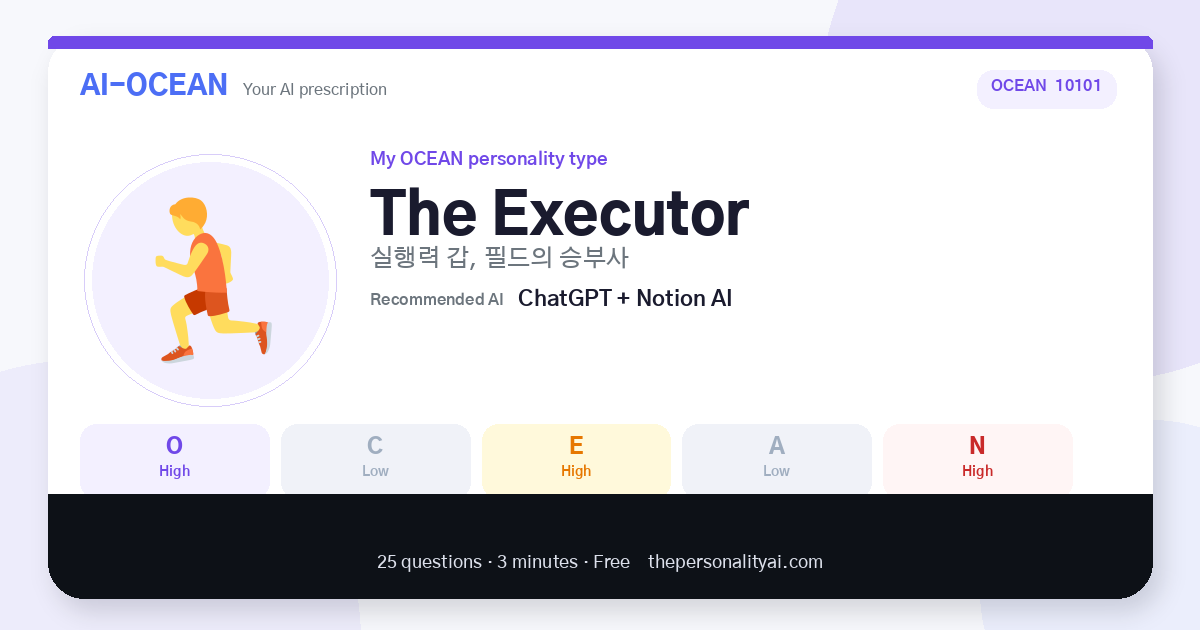 AI-OCEAN Your AI prescription
OCEAN 10101
My OCEAN personality type
The Executor
실행력 갑, 필드의 승부사
Recommended AI ChatGPT + Notion AI
O C E A N
High Low High Low High
25 questions · 3 minutes · Free thepersonalityai.com